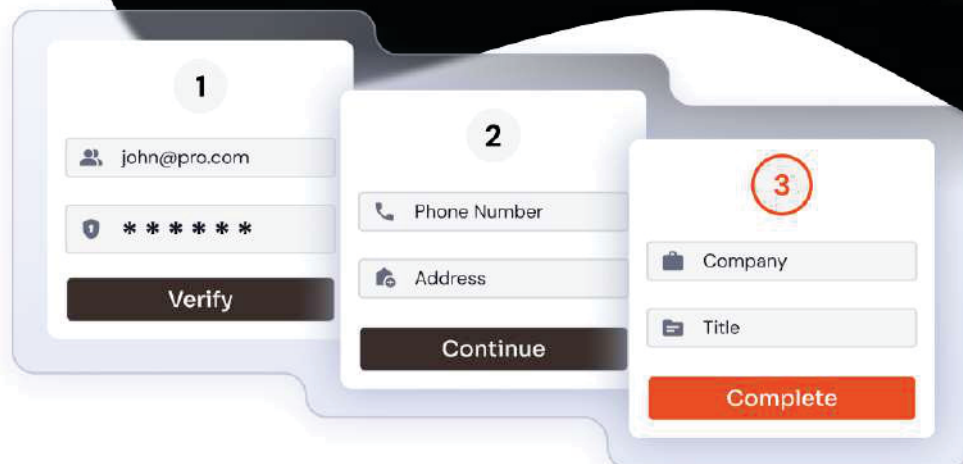 1
john@pro.com
******
Verify
2
Phone Number
Address
Continue
3
Company
Title
Complete